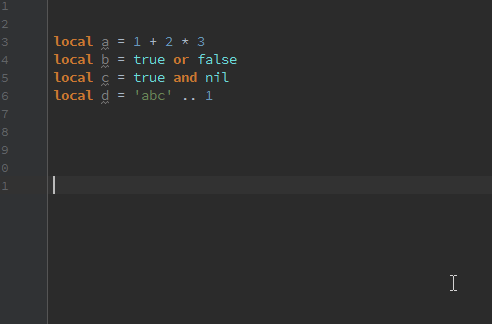 1
2
3 local a = 1 + 2 * 3
4 local b = true or false
5 local c = true and nil
6 local d = 'abc' .. 1
7
8
9
0
1